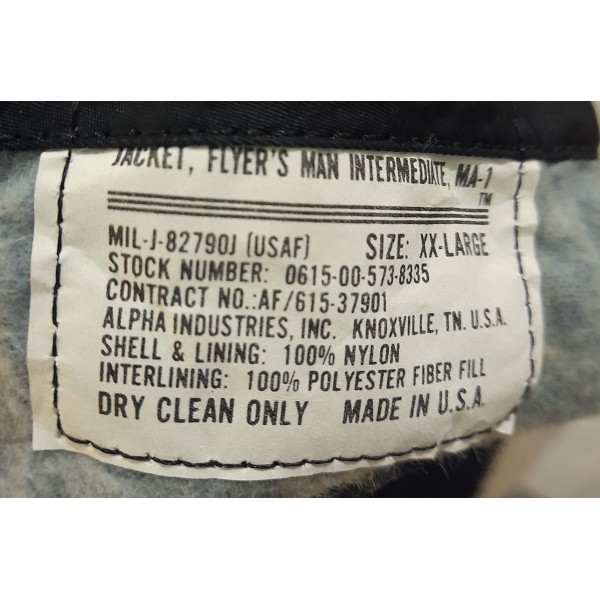 JACKET, FLYER'S MAN INTERMEDIATE, MA-1
TM
MIL-J-82790J (USAF) SIZE: XX-LARGE
STOCK NUMBER: 0615-00-573-8335
CONTRACT NO.:AF/615-37901
ALPHA INDUSTRIES, INC. KNOXVILLE, TN. U.S.A.
SHELL & LINING: 100% NYLON
INTERLINING: 100% POLYESTER FIBER FILL
DRY CLEAN ONLY MADE IN U.S.A.